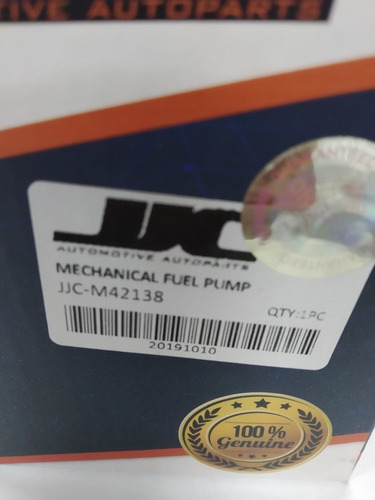 TIVE AUTOPARTS
JJC
AUTOMOTIVE AUTOPARTS
MECHANICAL FUEL PUMP
JJC-M42138
QTY:1PC
20191010
100%
Genuine